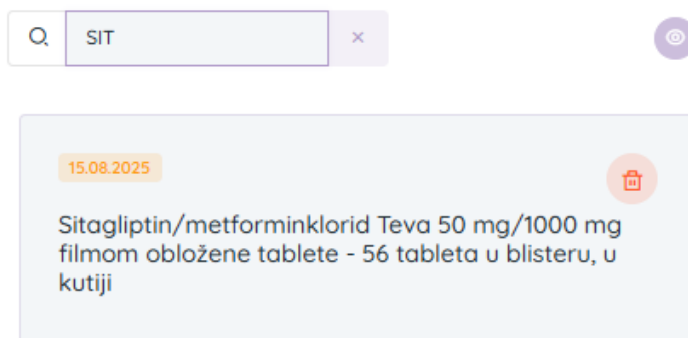 SIT
15.08.2025
Sitagliptin/metforminklorid Teva 50 mg/1000 mg
filmom obložene tablete - 56 tableta u blisteru, u
kutiji